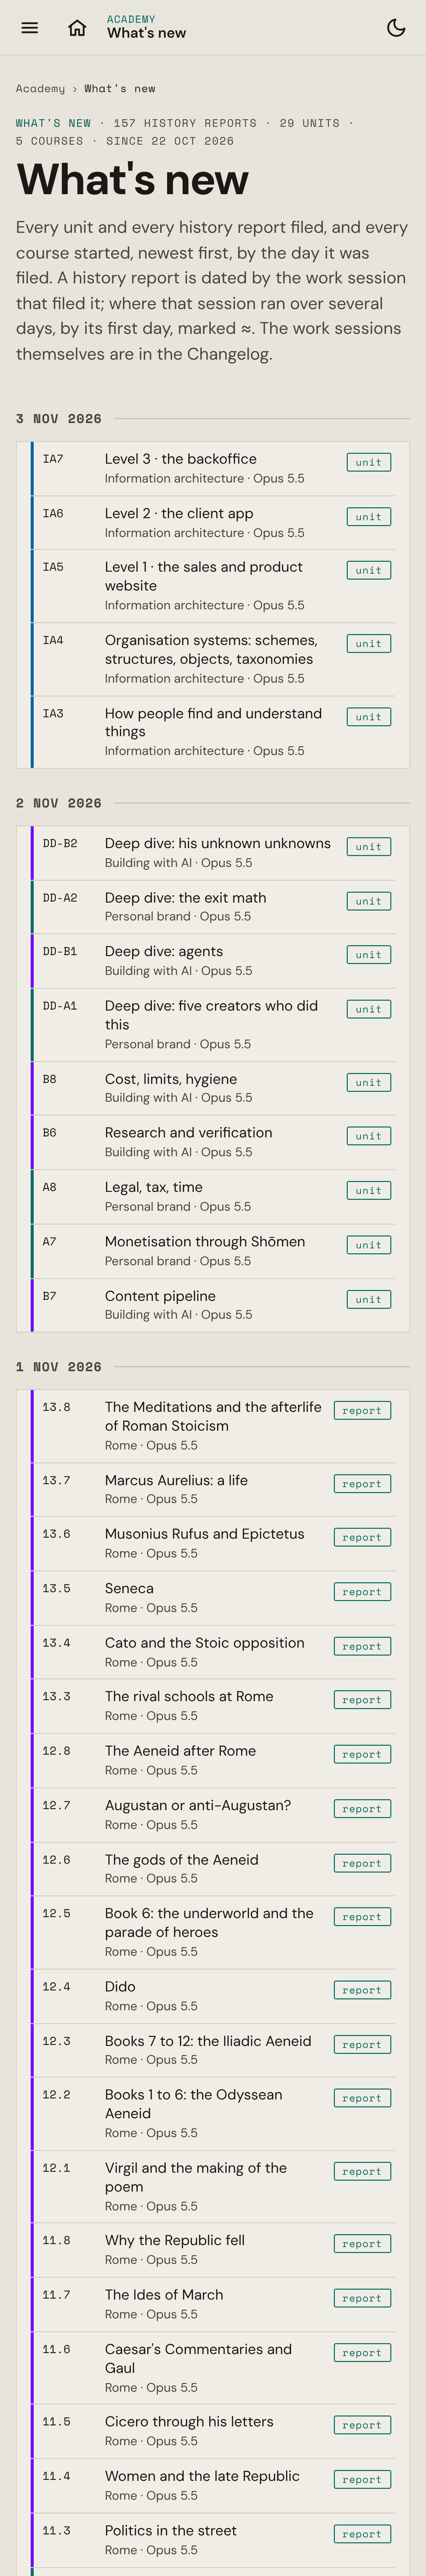 ACADEMY
What's new
Academy › What's new
WHAT'S NEW · 157 HISTORY REPORTS · 29 UNITS ·
5 COURSES · SINCE 22 OCT 2026
What's new
Every unit and every history report filed, and every
course started, newest first, by the day it was
filed. A history report is dated by the work session
that filed it; where that session ran over several
days, by its first day, marked ≈. The work sessions
themselves are in the Changelog.
3 NOV 2026
IA7 Level 3 · the backoffice unit
Information architecture · Opus 5.5
IA6 Level 2 · the client app unit
Information architecture · Opus 5.5
IA5 Level 1 · the sales and product unit
website
Information architecture · Opus 5.5
IA4 Organisation systems: schemes, unit
structures, objects, taxonomies
Information architecture · Opus 5.5
IA3 How people find and understand unit
things
Information architecture · Opus 5.5
2 NOV 2026
DD-B2 Deep dive: his unknown unknowns unit
Building with AI · Opus 5.5
DD-A2 Deep dive: the exit math unit
Personal brand · Opus 5.5
DD-B1 Deep dive: agents unit
Building with AI · Opus 5.5
DD-A1 Deep dive: five creators who did unit
this
Personal brand · Opus 5.5
B8 Cost, limits, hygiene unit
Building with AI · Opus 5.5
B6 Research and verification unit
Building with AI · Opus 5.5
A8 Legal, tax, time unit
Personal brand · Opus 5.5
A7 Monetisation through Shōmen unit
Personal brand · Opus 5.5
B7 Content pipeline unit
Building with AI · Opus 5.5
1 NOV 2026
13.8 The Meditations and the afterlife report
of Roman Stoicism
Rome · Opus 5.5
13.7 Marcus Aurelius: a life report
Rome · Opus 5.5
13.6 Musonius Rufus and Epictetus report
Rome · Opus 5.5
13.5 Seneca report
Rome · Opus 5.5
13.4 Cato and the Stoic opposition report
Rome · Opus 5.5
13.3 The rival schools at Rome report
Rome · Opus 5.5
12.8 The Aeneid after Rome report
Rome · Opus 5.5
12.7 Augustan or anti-Augustan? report
Rome · Opus 5.5
12.6 The gods of the Aeneid report
Rome · Opus 5.5
12.5 Book 6: the underworld and the report
parade of heroes
Rome · Opus 5.5
12.4 Dido report
Rome · Opus 5.5
12.3 Books 7 to 12: the Iliadic Aeneid report
Rome · Opus 5.5
12.2 Books 1 to 6: the Odyssean report
Aeneid
Rome · Opus 5.5
12.1 Virgil and the making of the report
poem
Rome · Opus 5.5
11.8 Why the Republic fell report
Rome · Opus 5.5
11.7 The Ides of March report
Rome · Opus 5.5
11.6 Caesar's Commentaries and report
Gaul
Rome · Opus 5.5
11.5 Cicero through his letters report
Rome · Opus 5.5
11.4 Women and the late Republic report
Rome · Opus 5.5
11.3 Politics in the street report
Rome · Opus 5.5